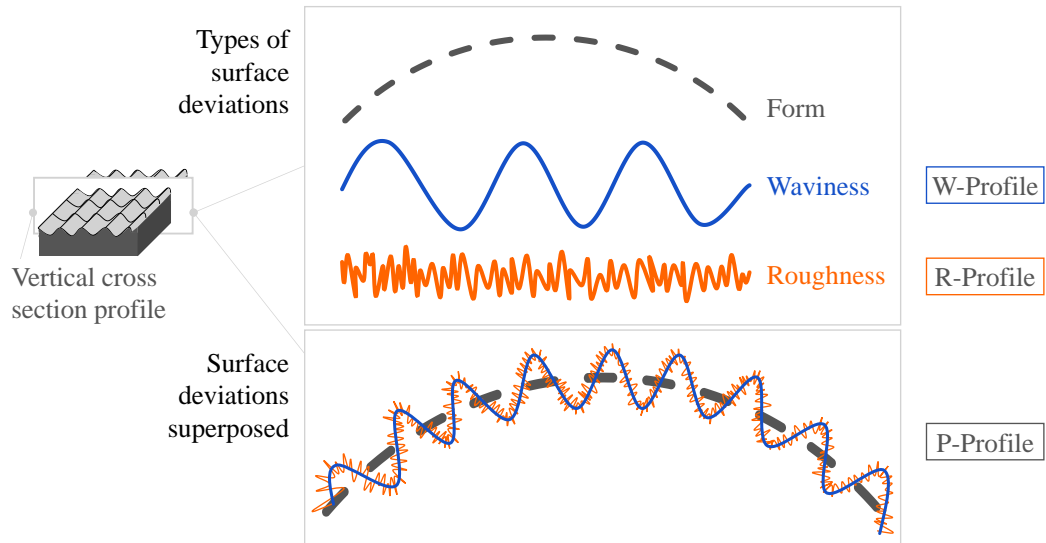 Types of
surface
deviations
Form
Waviness
W-Profile
Roughness
R-Profile
Vertical cross
section profile
Surface
deviations
superposed
P-Profile